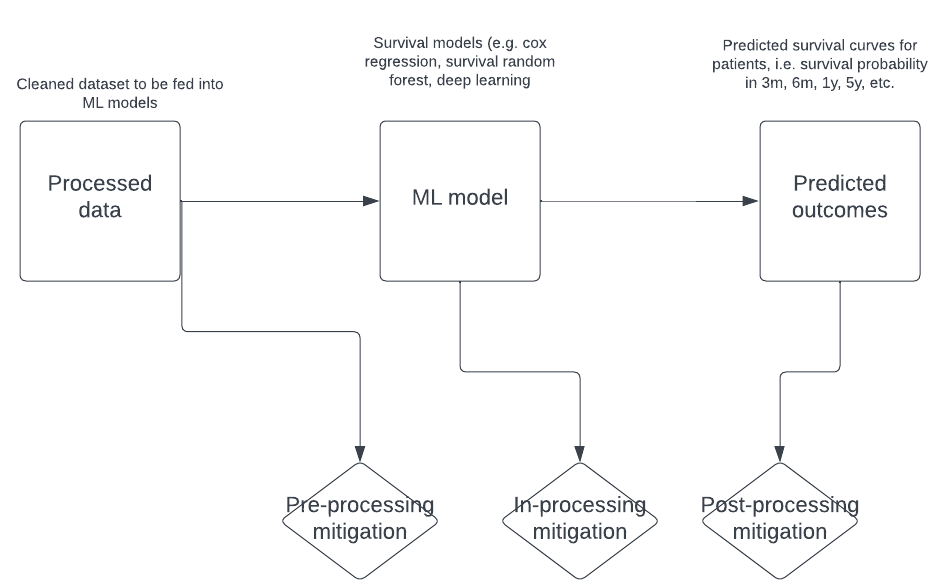 Cleaned dataset to be fed into
ML models
Survival models (e.g. cox
regression, survival random
forest, deep learning
Predicted survival curves for
patients, i.e. survival probability
in 3m, 6m, 1y, 5y, etc.
Processed
data
ML model
Predicted
outcomes
Pre-processing
mitigation
In-processing
mitigation
Post-processing
mitigation